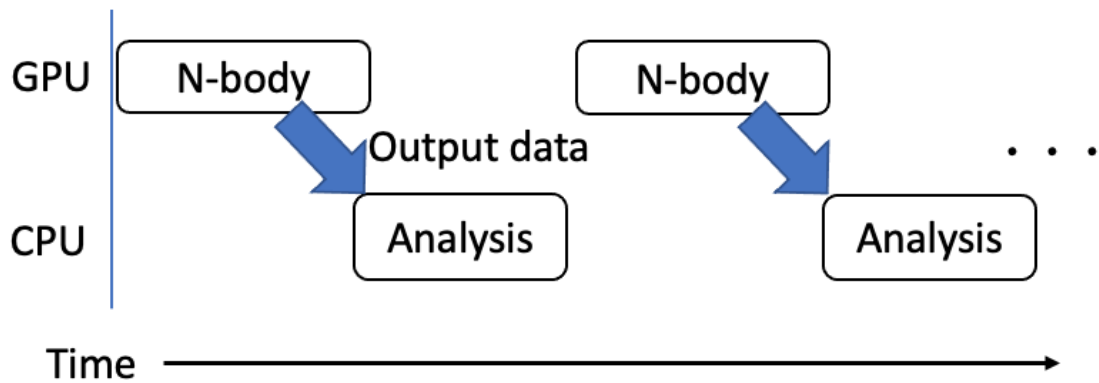 GPU
N-body
N-body
Output data
. . .
CPU
Analysis
Analysis
Time